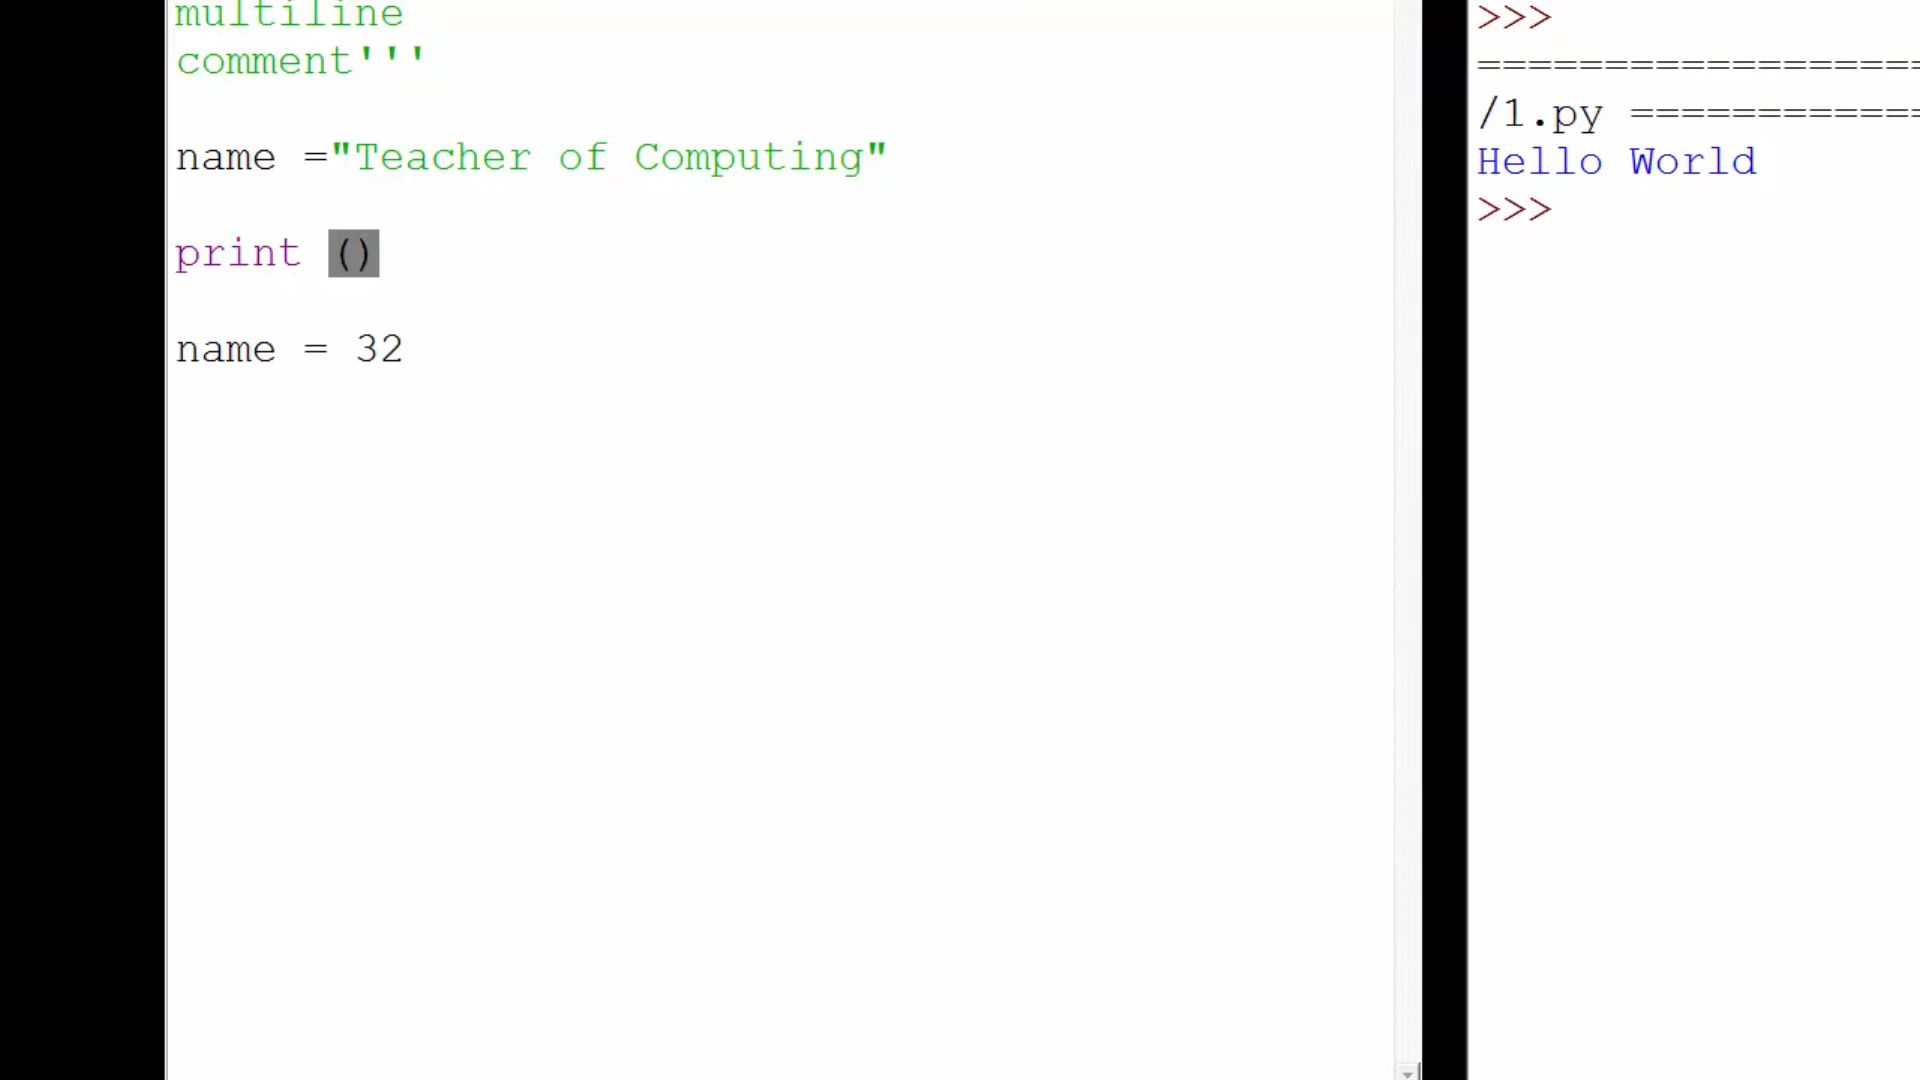 multiline
comment'''
name ="Teacher of Computing"
print ()
name = 32
>>>
===================
/1.py ============
Hello World
>>>